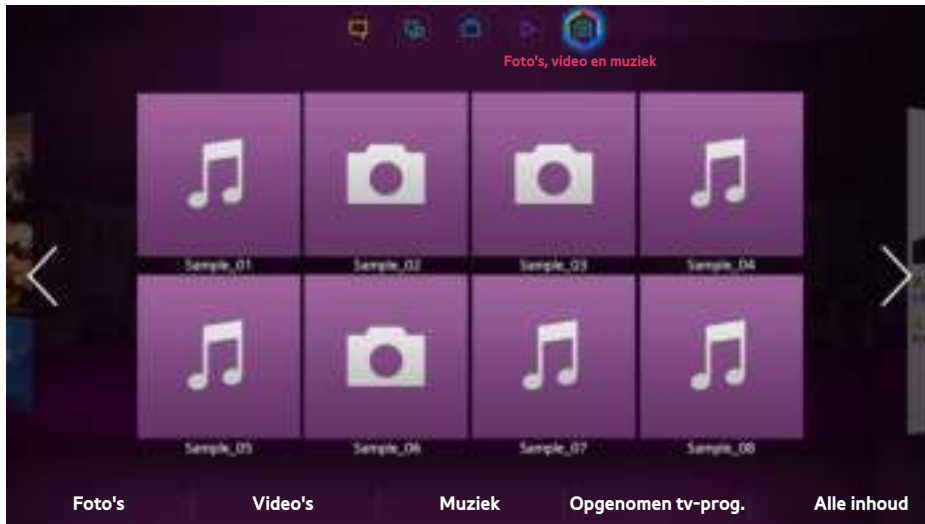 Foto's, video en muziek
Sample_01 Sample_02 Sample_03 Sample_04
Sample_05 Sample_06 Sample_07 Sample_08
Foto's Video's Muziek Opgenomen tv-prog. Alle inhoud